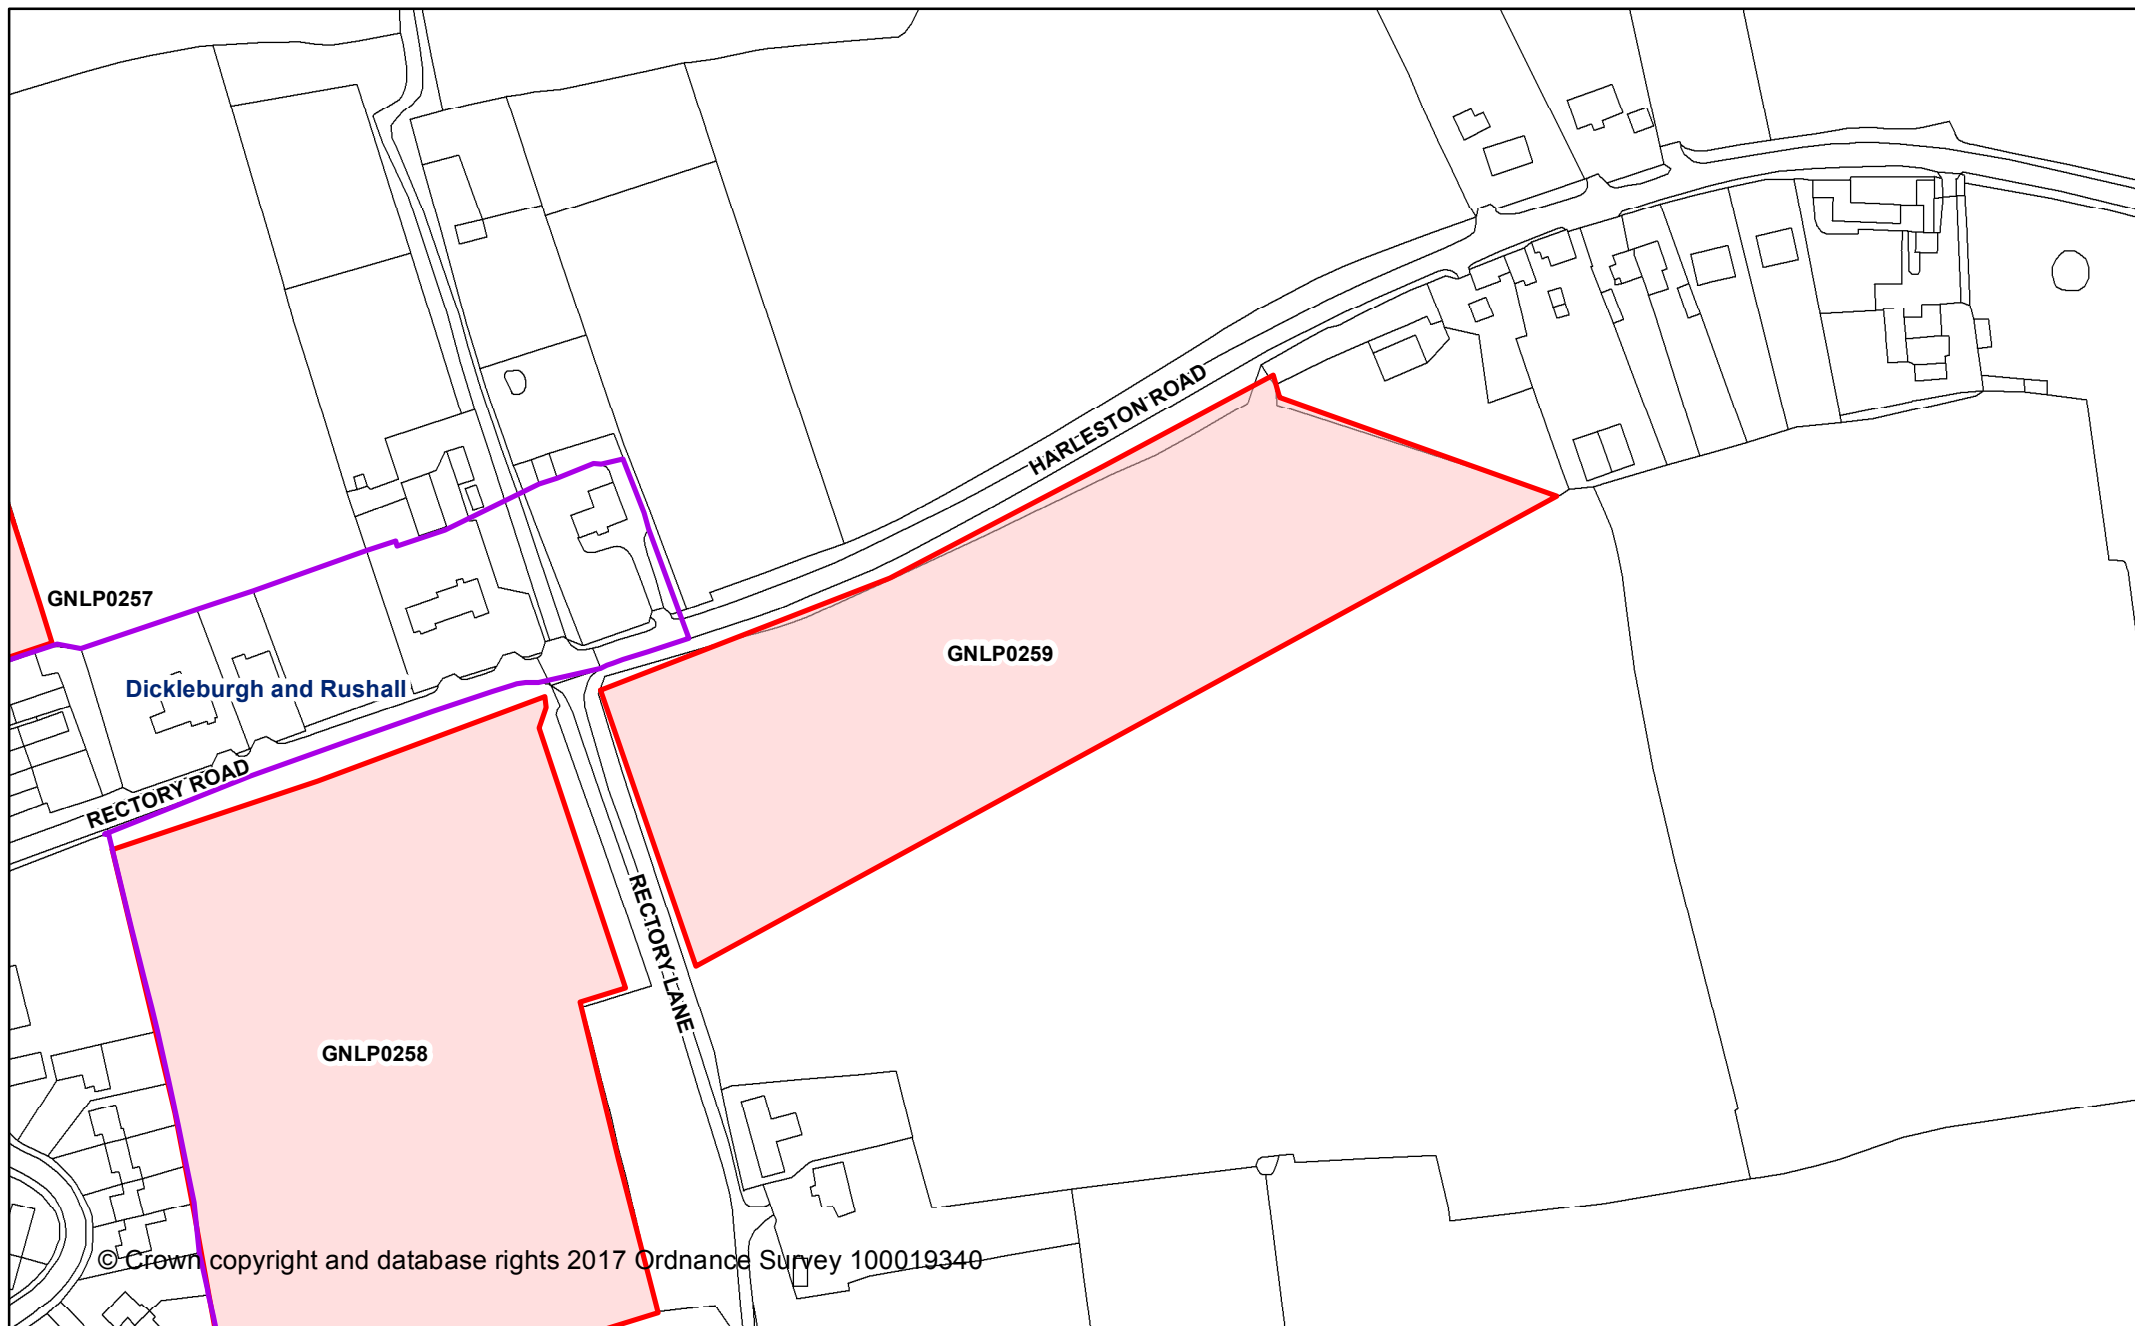 HARLESTON ROAD
GNLP0257
GNLP0259
Dickleburgh and Rushall
RECTORY ROAD
RECTORY LANE
GNLP0258
© Crown copyright and database rights 2017 Ordnance Survey 100019340